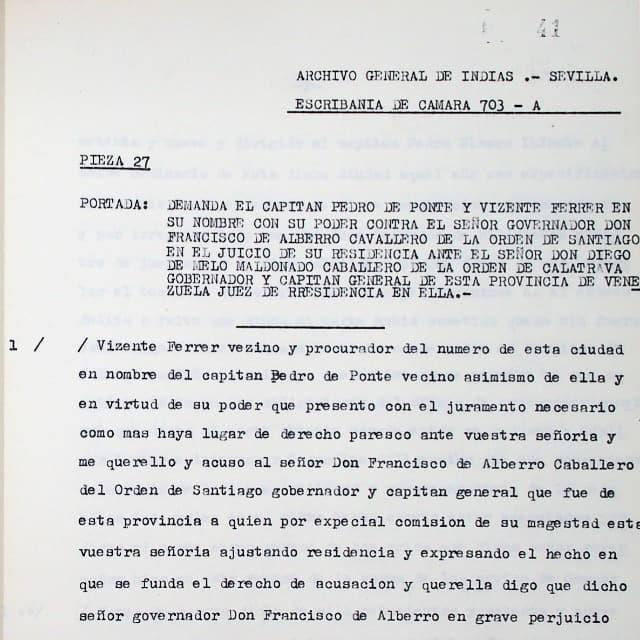 41
ARCHIVO GENERAL DE INDIAS .- SEVILLA.
ESCRIBANIA DE CAMARA 703 - A
PIEZA 27
PORTADA: DEMANDA EL CAPITAN PEDRO DE PONTE Y VIZENTE FERRER EN
SU NOMBRE CON SU PODER CONTRA EL SEÑOR GOVERNADOR DON
FRANCISCO DE ALBERRO CAVALLERO DE LA ORDEN DE SANTIAGO
EN EL JUICIO DE SU RESIDENCIA ANTE EL SEÑOR DON DIEGO
DE MELO MALDONADO CABALLERO DE LA ORDEN DE CALATRAVA
GOBERNADOR Y CAPITAN GENERAL DE ESTA PROVINCIA DE VENE
ZUELA JUEZ DE RRESIDENCIA EN ELLA.-
1 / / Vizente Ferrer vezino y procurador del numero de esta ciudad
en nombre del capitan Pedro de Ponte vecino asimismo de ella y
en virtud de su poder que presento con el juramento necesario
como mas haya lugar de derecho paresco ante vuestra señoria y
me querello y acuso al señor Don Francisco de Alberro Caballero
del Orden de Santiago gobernador y capitan general que fue de
esta provincia a quien por expecial comision de su magestad esta
vuestra señoria ajustando residencia y expresando el hecho en
que se funda el derecho de acusacion y querella digo que dicho
señor governador Don Francisco de Alberro en grave perjuicio